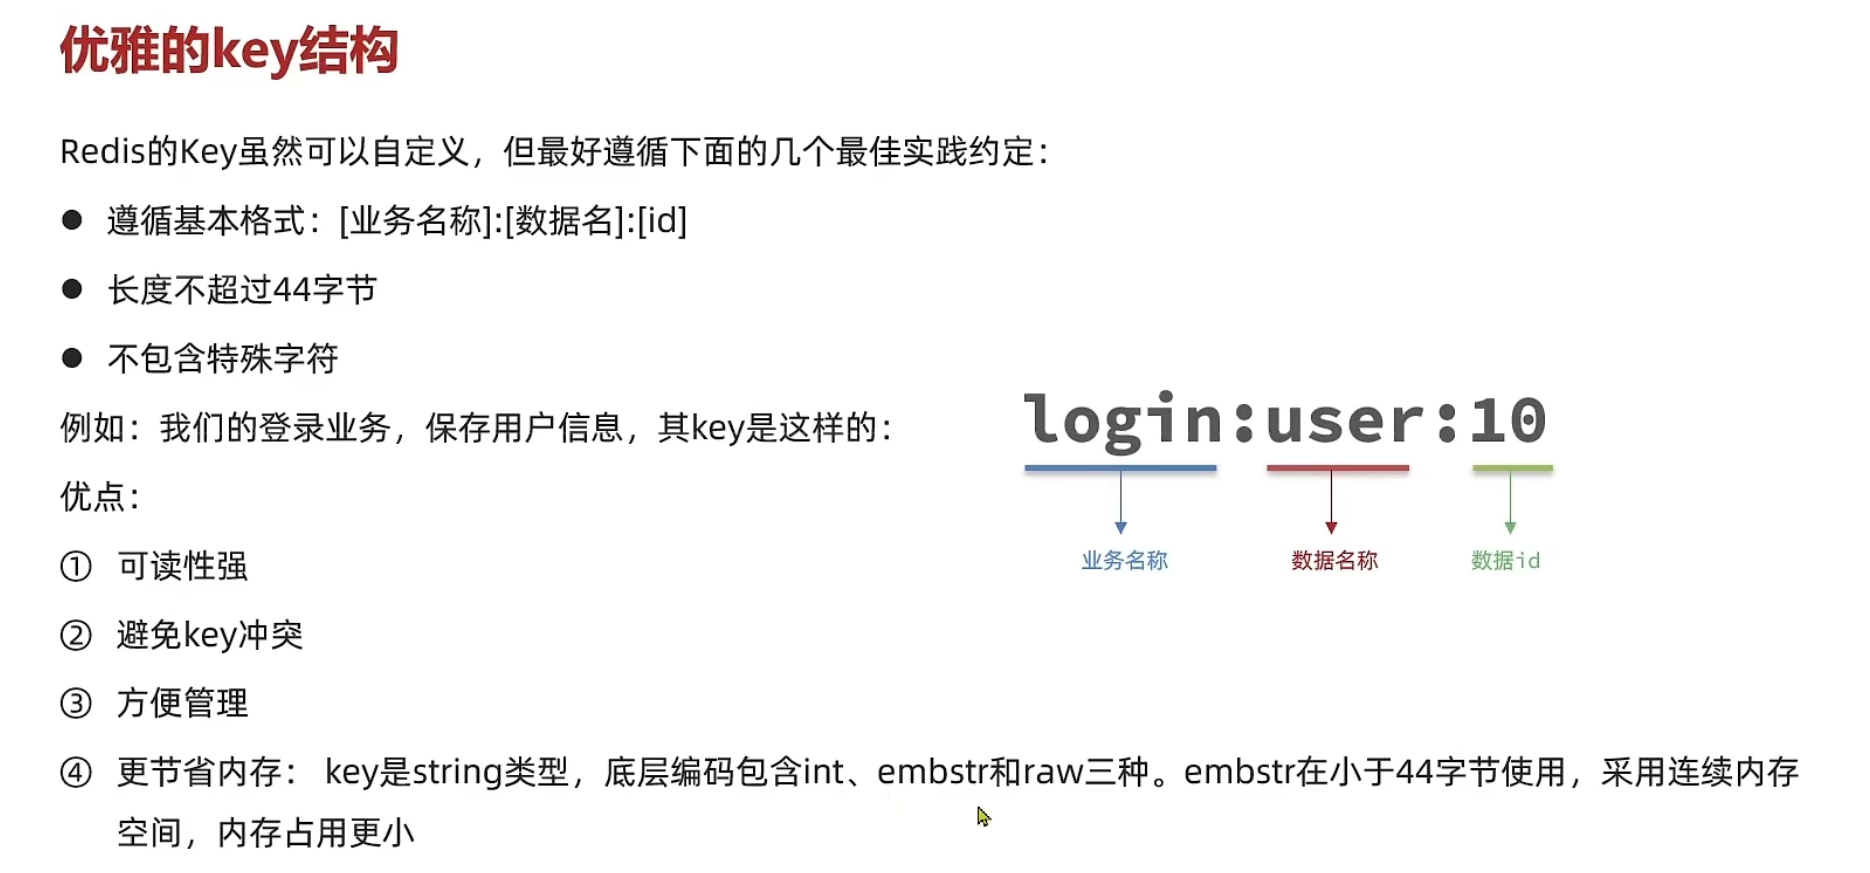 优雅的key结构
Redis的Key虽然可以自定义，但最好遵循下面的几个最佳实践约定：
● 遵循基本格式：[业务名称]:[数据名]:[id]
● 长度不超过44字节
● 不包含特殊字符
例如：我们的登录业务，保存用户信息，其key是这样的：
login:user:10
业务名称 数据名称 数据id
优点：
① 可读性强
② 避免key冲突
③ 方便管理
④ 更节省内存： key是string类型，底层编码包含int、embstr和raw三种。embstr在小于44字节使用，采用连续内存
空间，内存占用更小